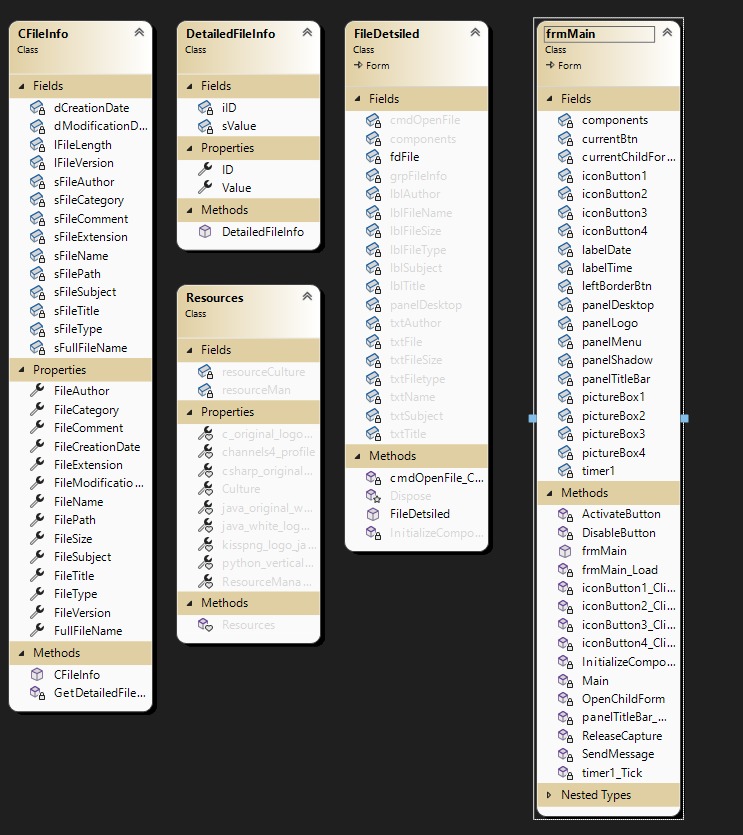 CFileInfo
Class
Fields
dCreationDate
dModificationD...
lFileLength
lFileVersion
sFileAuthor
sFileCategory
sFileComment
sFileExtension
sFileName
sFilePath
sFileSubject
sFileTitle
sFileType
sFullFileName
Properties
FileAuthor
FileCategory
FileComment
FileCreationDate
FileExtension
FileModificatio...
FileName
FilePath
FileSize
FileSubject
FileTitle
FileType
FileVersion
FullFileName
Methods
CFileInfo
GetDetailedFile...
DetailedFileInfo
Class
Fields
iID
sValue
Properties
ID
Value
Methods
DetailedFileInfo
Resources
Class
Fields
resourceCulture
resourceMan
Properties
c_original_logo...
channels4_profile
csharp_original...
Culture
java_original_w...
java_white_log...
kisspng_logo_ja...
python_vertical...
ResourceMana...
Methods
Resources
FileDetsiled
Class
Form
Fields
cmdOpenFile
components
fdFile
grpFileInfo
lblAuthor
lblFileName
lblFileSize
lblFileType
lblSubject
lblTitle
panelDesktop
txtAuthor
txtFile
txtFileSize
txtFiletype
txtName
txtSubject
txtTitle
Methods
cmdOpenFile_C...
Dispose
FileDetsiled
InitializeCompo...
frmMain
Class
Form
Fields
components
currentBtn
currentChildFor...
iconButton1
iconButton2
iconButton3
iconButton4
labelDate
labelTime
leftBorderBtn
panelDesktop
panelLogo
panelMenu
panelShadow
panelTitleBar
pictureBox1
pictureBox2
pictureBox3
pictureBox4
timer1
Methods
ActivateButton
DisableButton
frmMain
frmMain_Load
iconButton1_Cli...
iconButton2_Cli...
iconButton3_Cli...
iconButton4_Cli...
InitializeCompo...
Main
OpenChildForm
panelTitleBar_...
ReleaseCapture
SendMessage
timer1_Tick
Nested Types